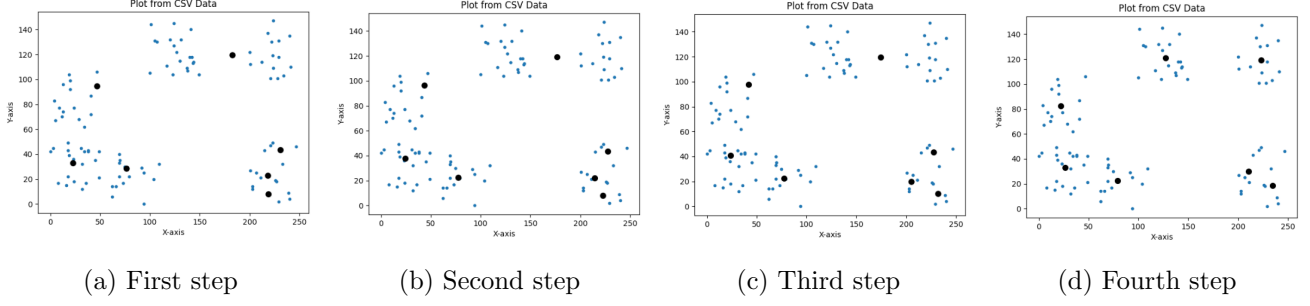 Plot from CSV Data
Y-axis
140
120
100
80
60
40
20
0
0 50 100 150 200 250
X-axis
(a) First step
Plot from CSV Data
Y-axis
140
120
100
80
60
40
20
0
0 50 100 150 200 250
X-axis
(b) Second step
Plot from CSV Data
Y-axis
140
120
100
80
60
40
20
0
0 50 100 150 200 250
X-axis
(c) Third step
Plot from CSV Data
Y-axis
140
120
100
80
60
40
20
0
0 50 100 150 200 250
X-axis
(d) Fourth step